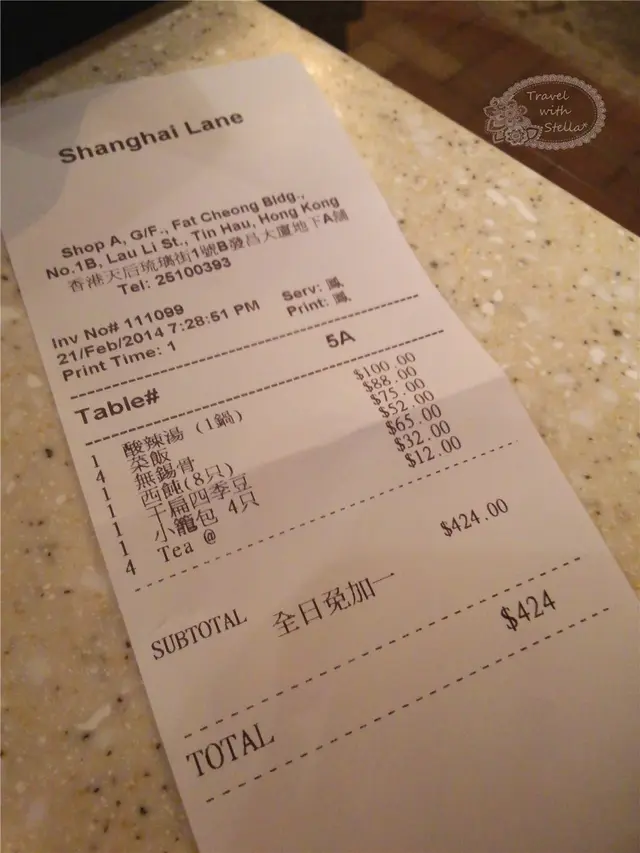 Travel
with
Stella*
Shanghai Lane
Shop A, G/F., Fat Cheong Bldg.,
No.1B, Lau Li St., Tin Hau, Hong Kong
香港天后琉璃街1號B發昌大廈地下A舖
Tel: 25100393
Inv No# 111099
21/Feb/2014 7:28:51 PM Serv: 鳳
Print Time: 1 Print: 鳳
Table# 5A
1 酸辣湯 (1鍋) $100.00
4 菜飯 $88.00
1 無錫骨 $75.00
1 西飩(8只) $52.00
1 干扁四季豆 $65.00
1 小籠包 4只 $32.00
4 Tea @ $12.00
SUBTOTAL $424.00
全日免加一
TOTAL $424